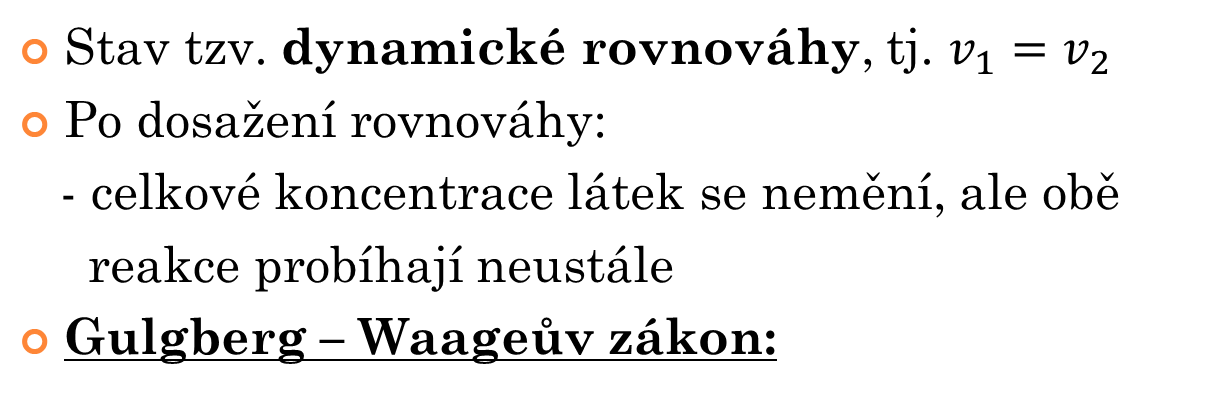 Stav tzv. dynamické rovnováhy, tj. v₁ = v₂
Po dosažení rovnováhy:
- celkové koncentrace látek se nemění, ale obě
reakce probíhají neustále
Gulgberg – Waageův zákon: